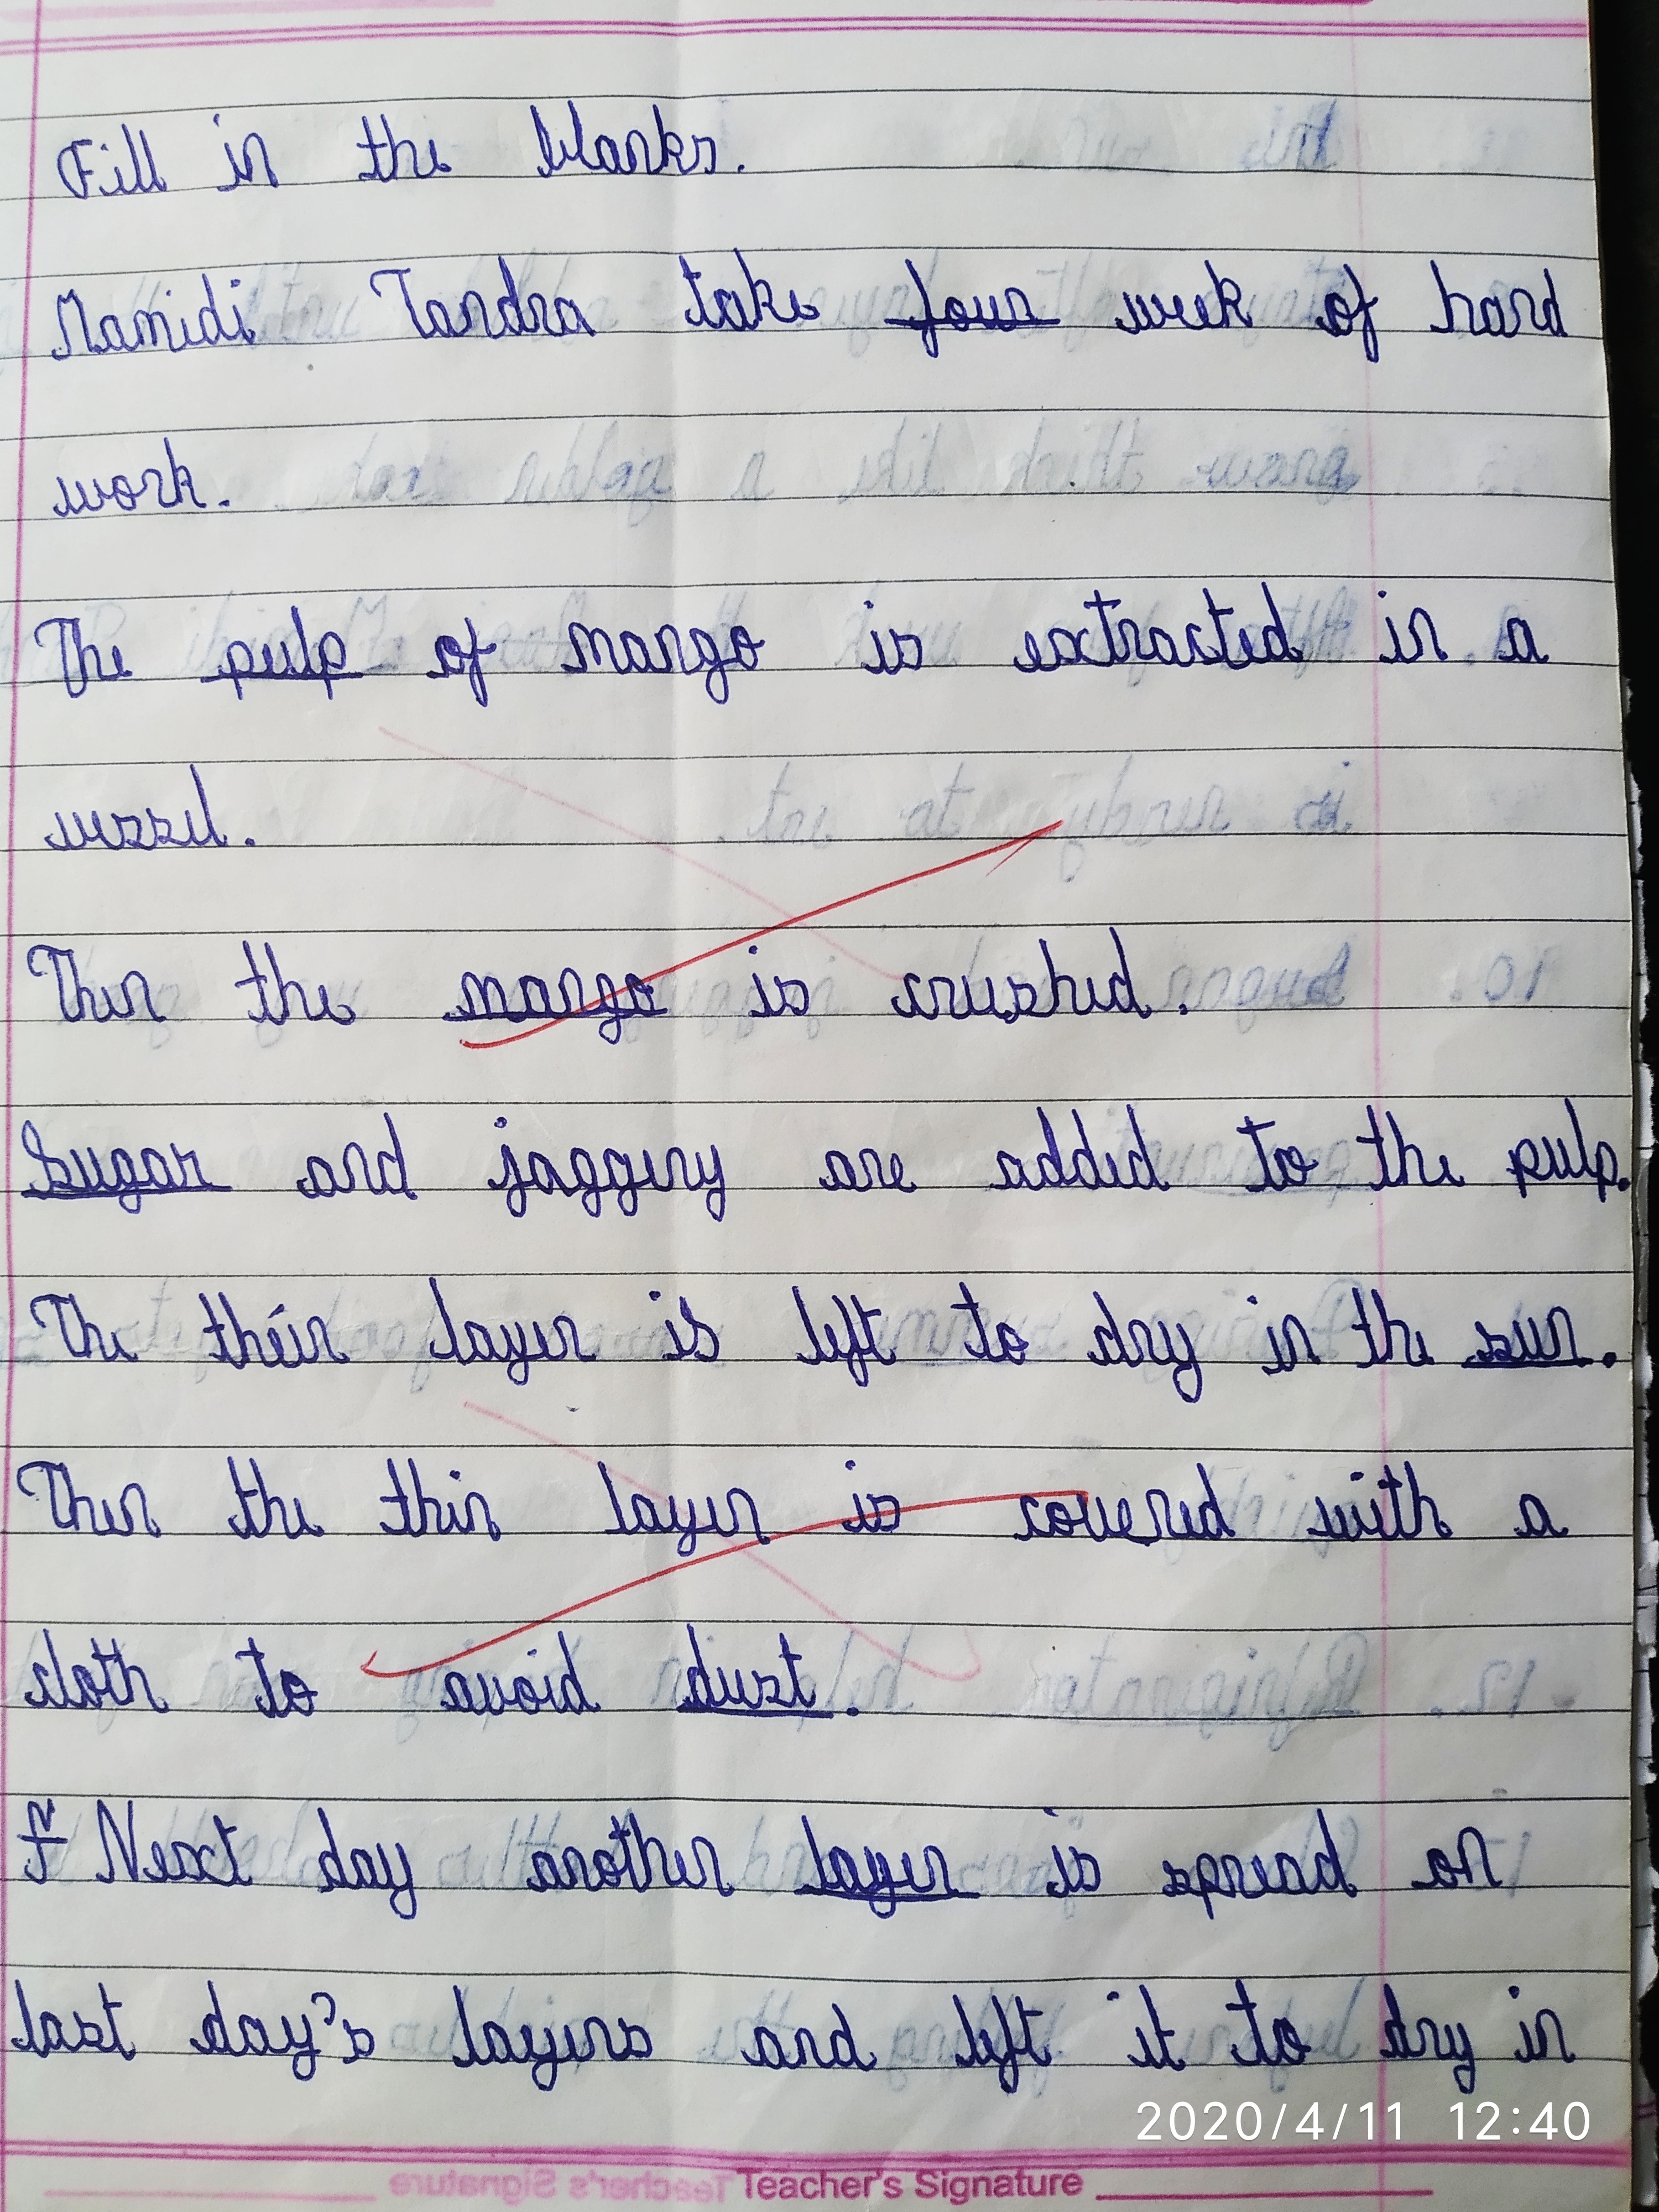 Fill in the blanks.
Mamidi Tandra take four week of hard
work.
The pulp of mango is extracted in a
vessel.
Then the mango is crushed.
Sugar and jaggery are added to the pulp.
The thein layer is left to dry in the sun.
Then the thin layer is covered with a
cloth to avoid dust.
Next day another layer is spread on
last day's layers and left it to dry in
2020/4/11 12:40
Teacher's Signature